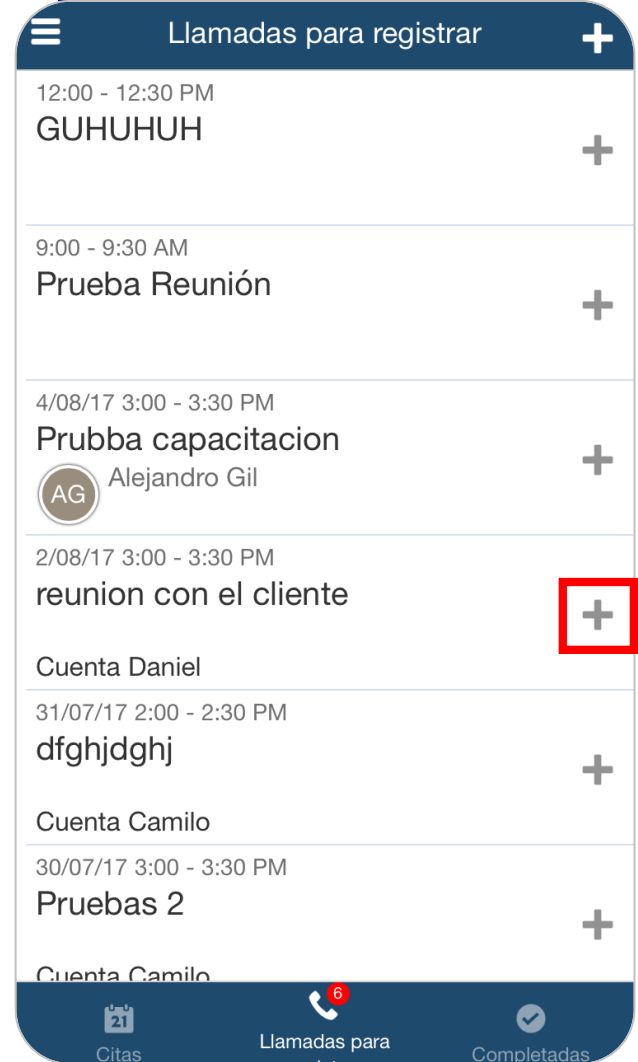 Llamadas para registrar
12:00 - 12:30 PM
GUHUHUH
9:00 - 9:30 AM
Prueba Reunión
4/08/17 3:00 - 3:30 PM
Prubba capacitacion
AG
Alejandro Gil
2/08/17 3:00 - 3:30 PM
reunion con el cliente
Cuenta Daniel
31/07/17 2:00 - 2:30 PM
dfghjdghj
Cuenta Camilo
30/07/17 3:00 - 3:30 PM
Pruebas 2
Cuenta Camilo
6
21
Citas
Llamadas para
Completadas